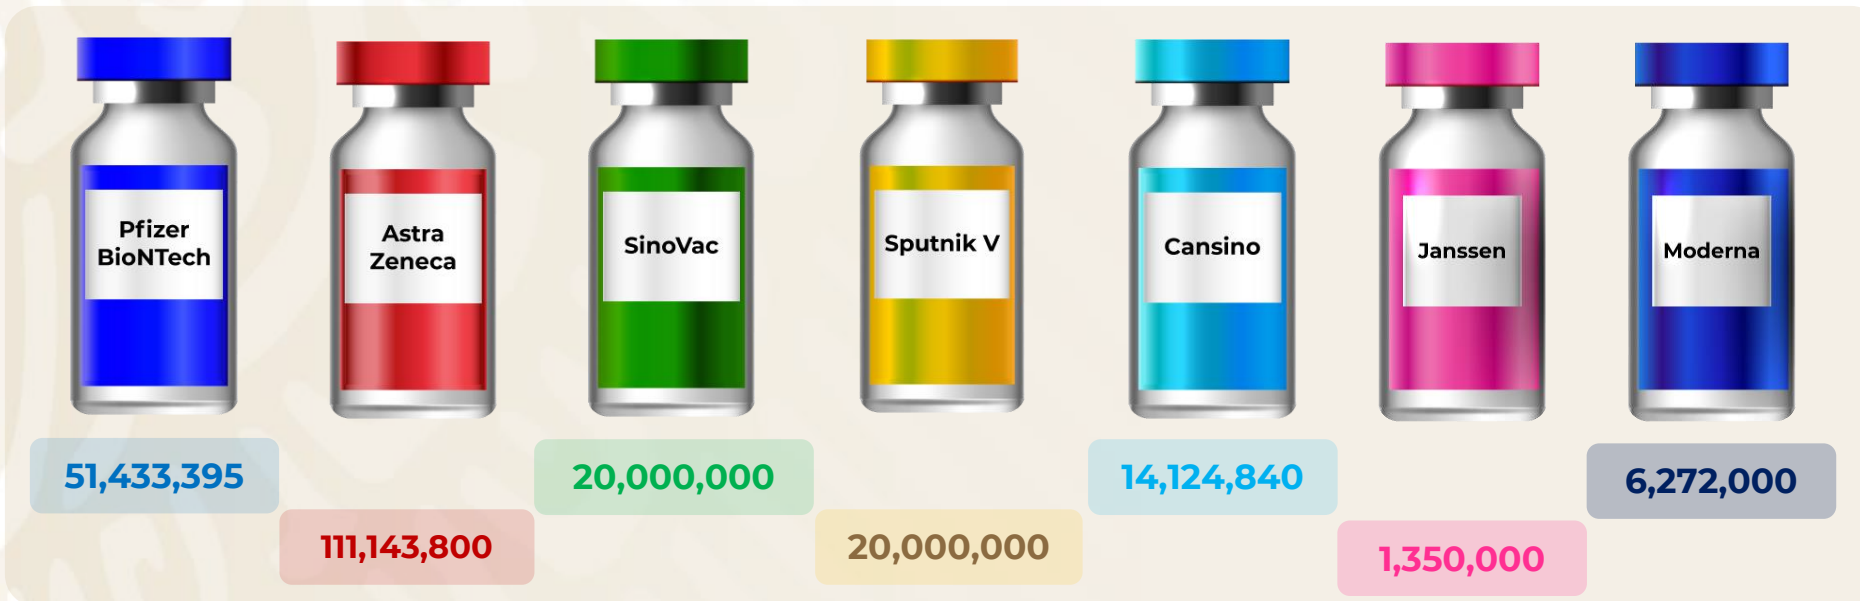 Pfizer
BioNTech
Astra
Zeneca
SinoVac
Sputnik V
Cansino
Janssen
Moderna
51,433,395
111,143,800
20,000,000
20,000,000
14,124,840
1,350,000
6,272,000